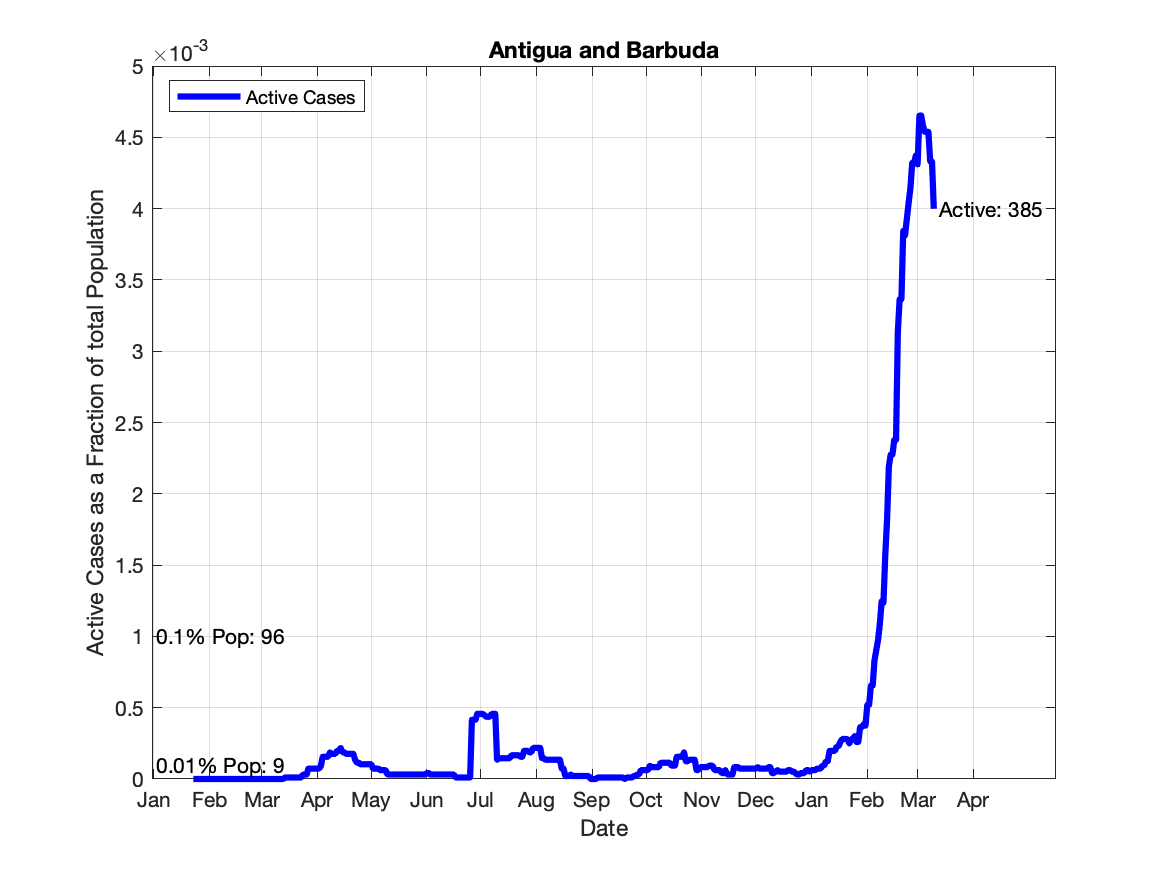 Antigua and Barbuda
×10-3
Active Cases
5
4.5
4
3.5
3
2.5
2
1.5
1
0.5
0
Active Cases as a Fraction of total Population
Active: 385
0.1% Pop: 96
0.01% Pop: 9
Jan Feb Mar Apr May Jun Jul Aug Sep Oct Nov Dec Jan Feb Mar Apr
Date